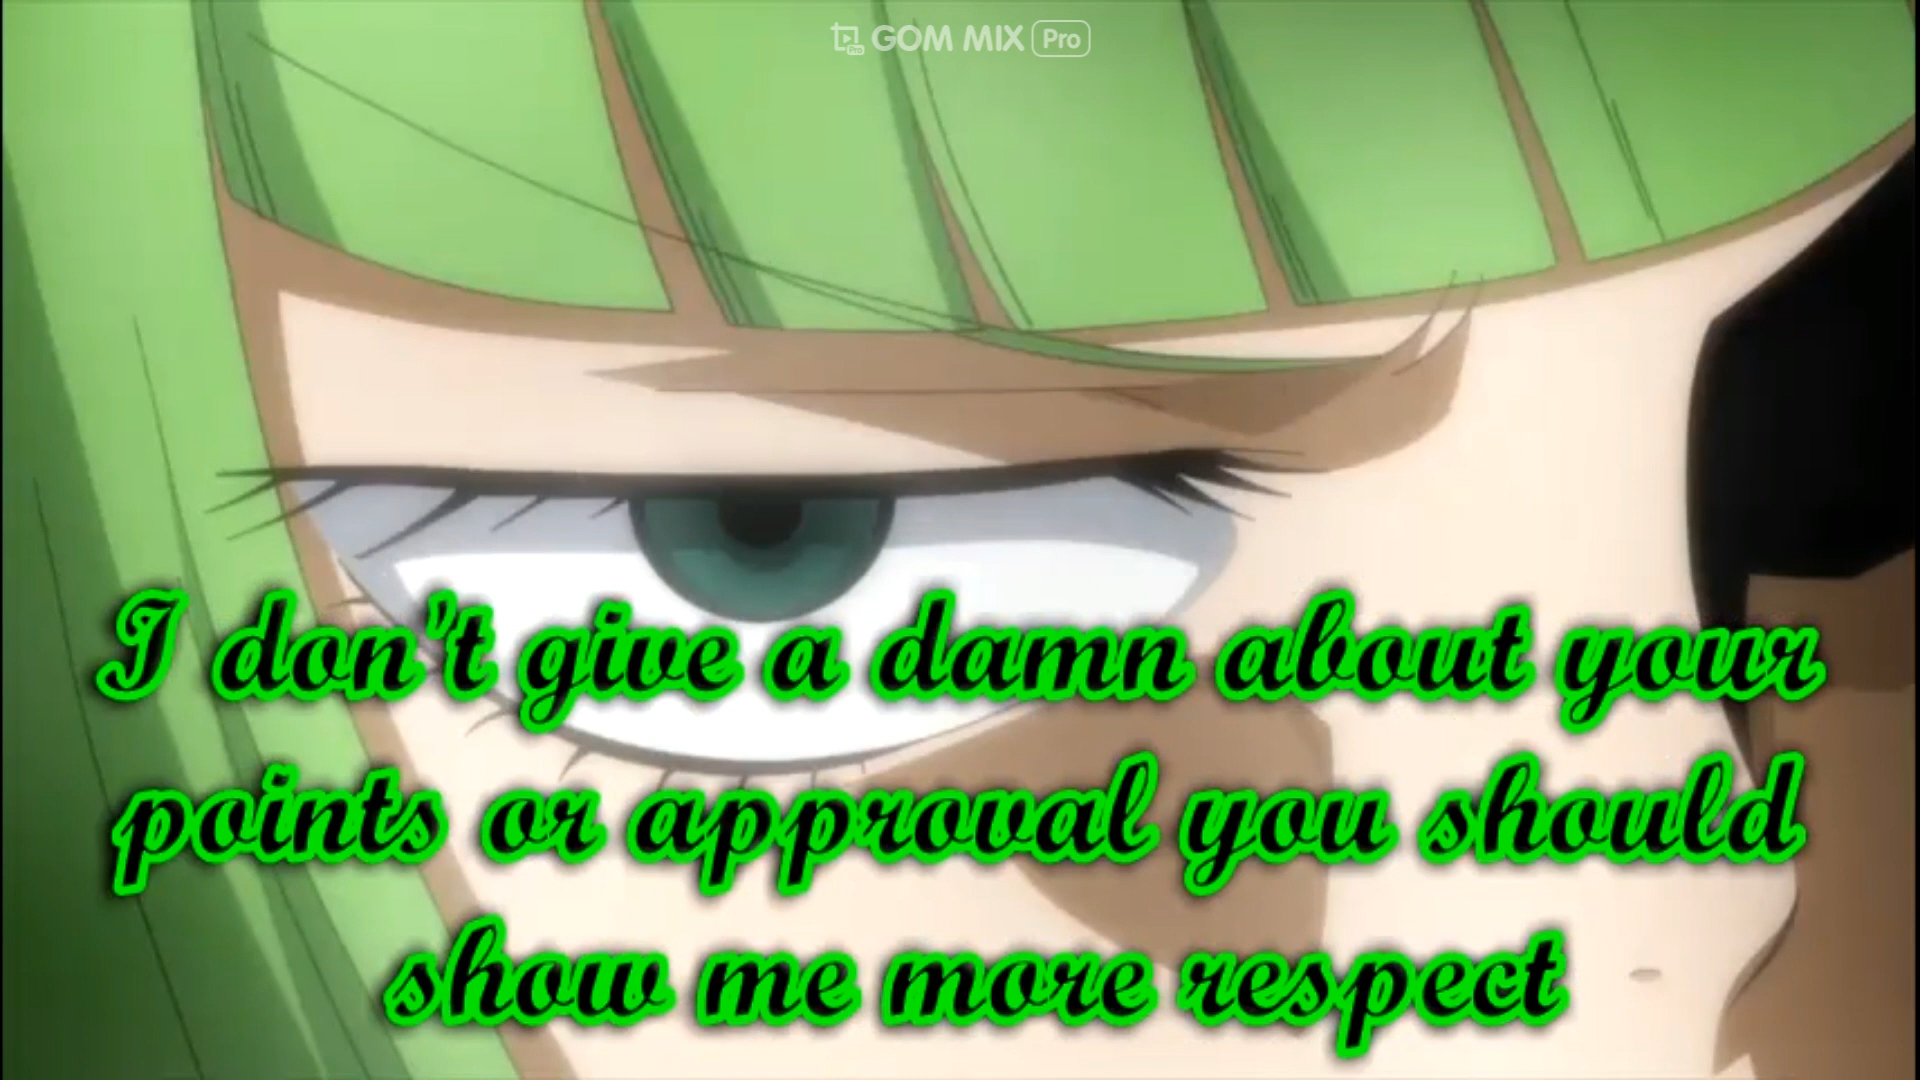 GOM MIX Pro
I don't give a damn about your
points or approval you should
show me more respect